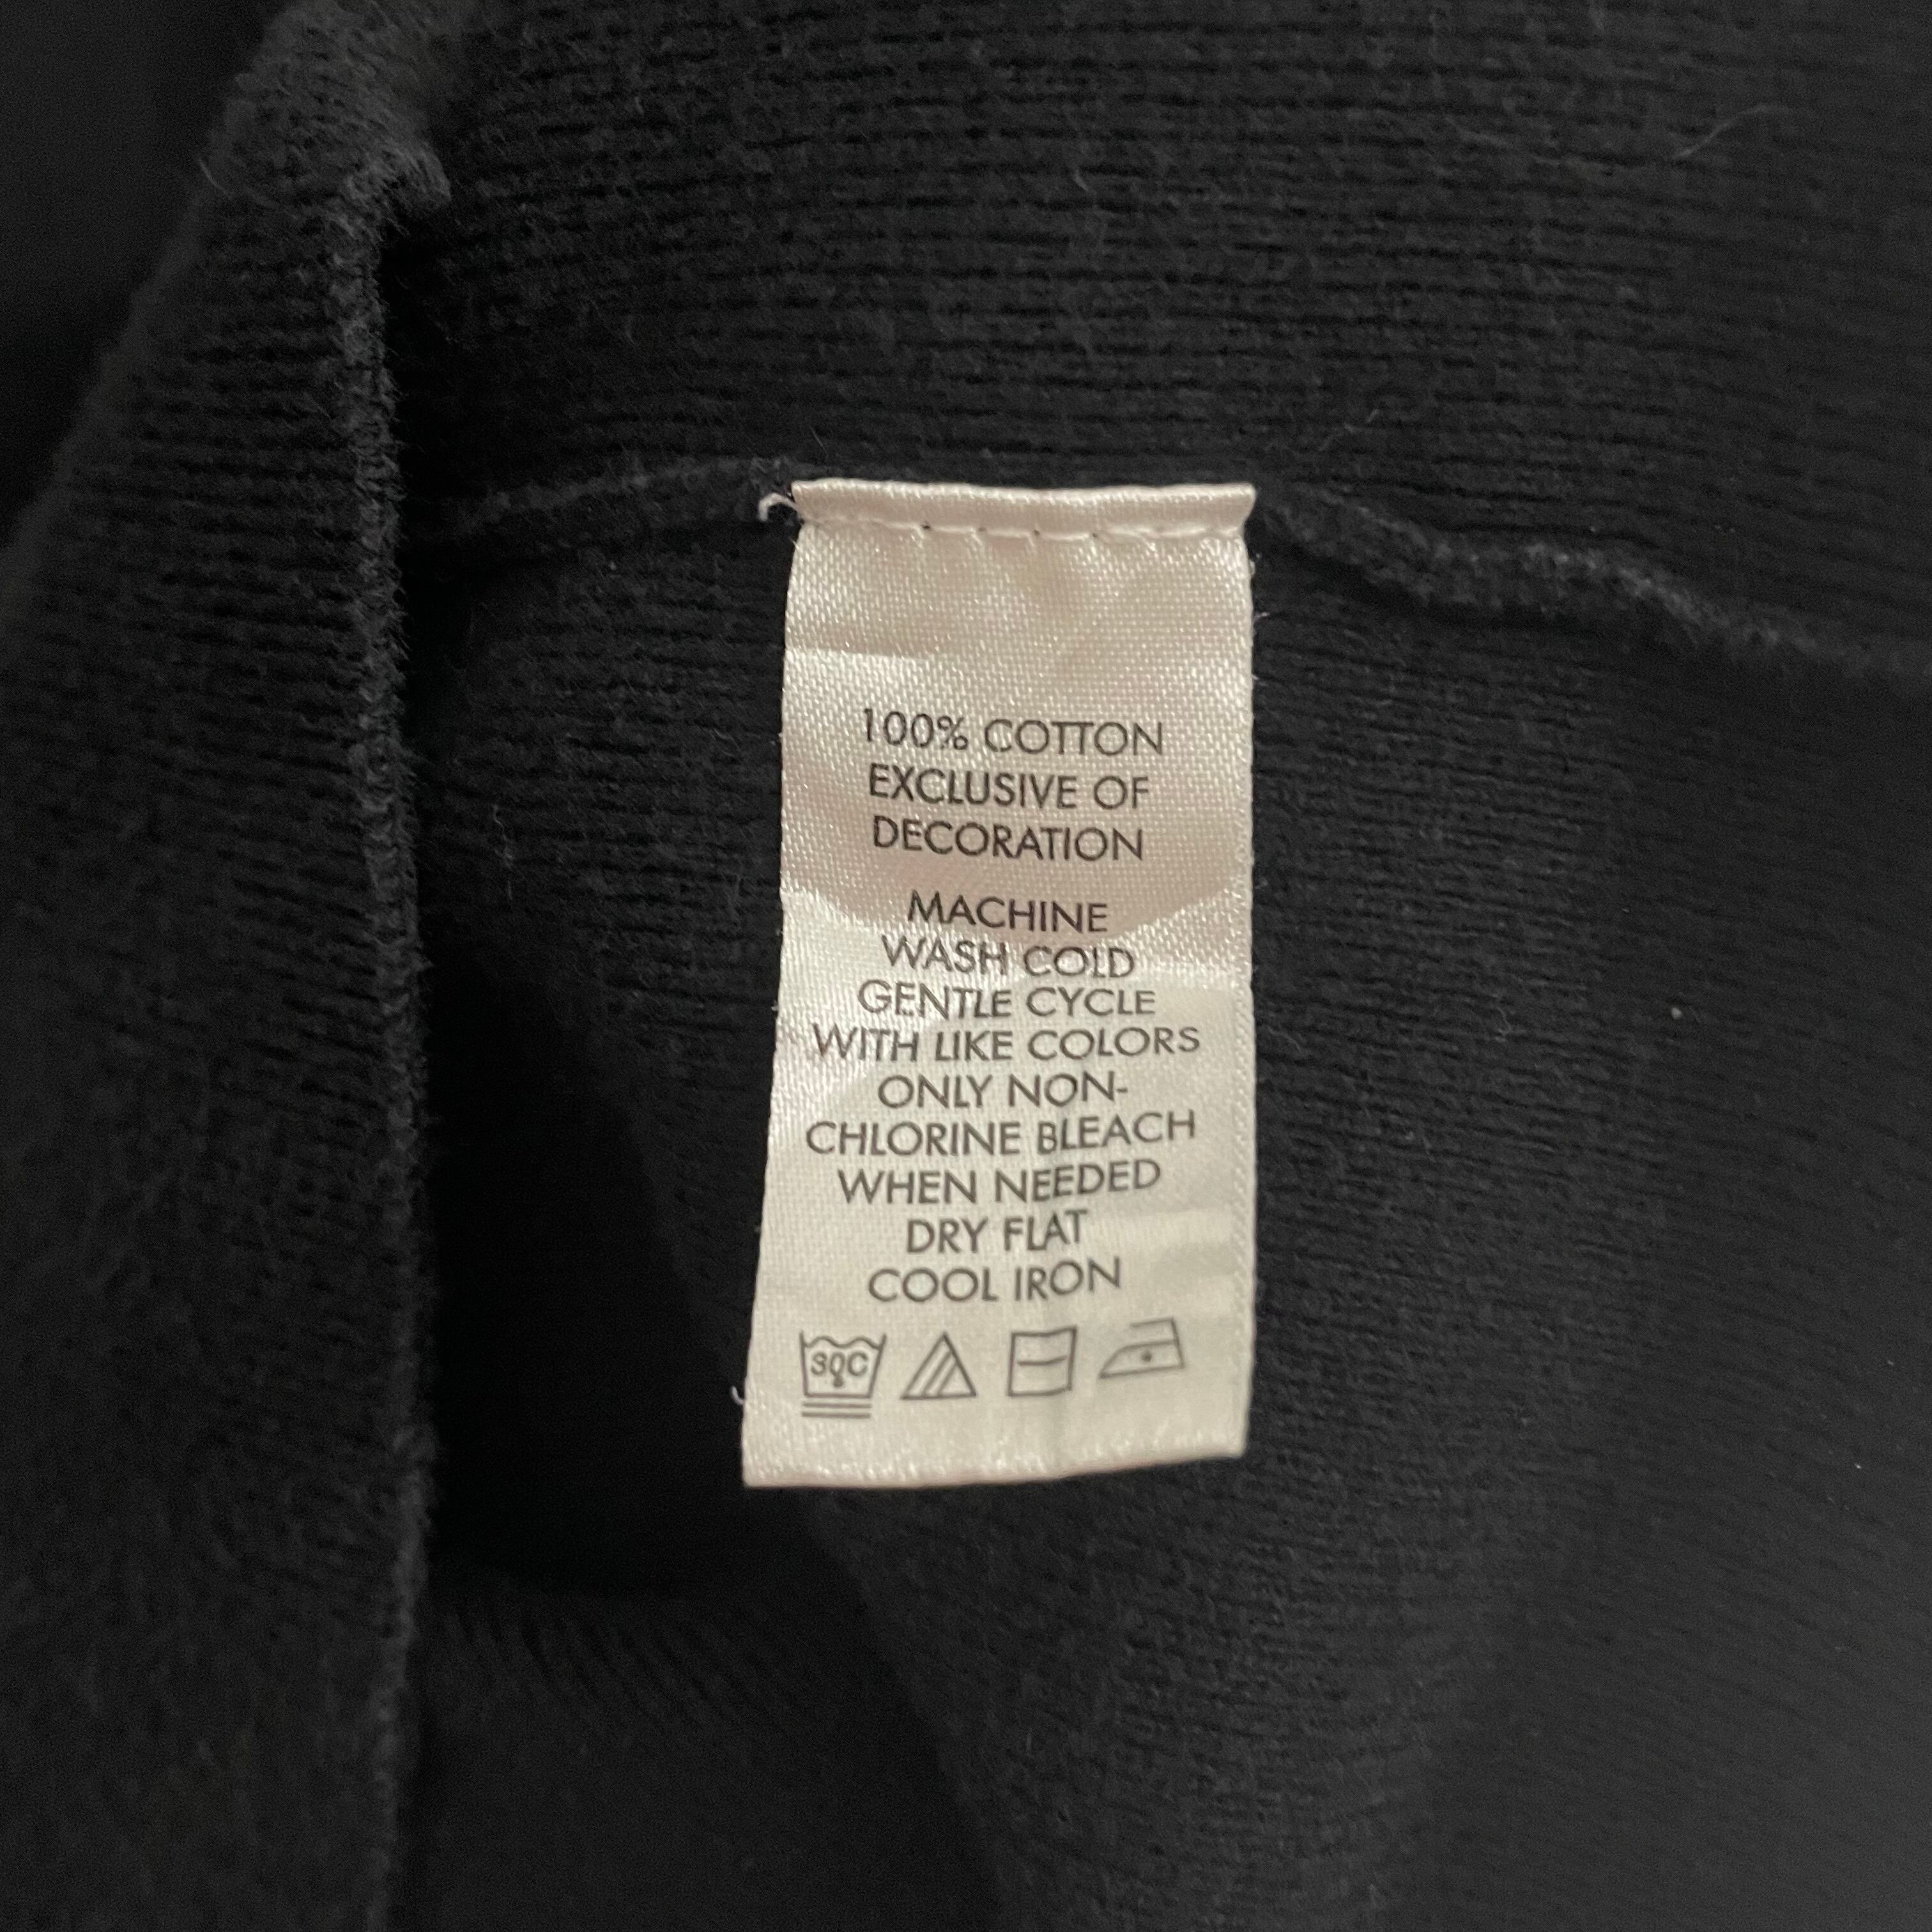 100% COTTON
EXCLUSIVE OF
DECORATION
MACHINE
WASH COLD
GENTLE CYCLE
WITH LIKE COLORS
ONLY NON-
CHLORINE BLEACH
WHEN NEEDED
DRY FLAT
COOL IRON
30C